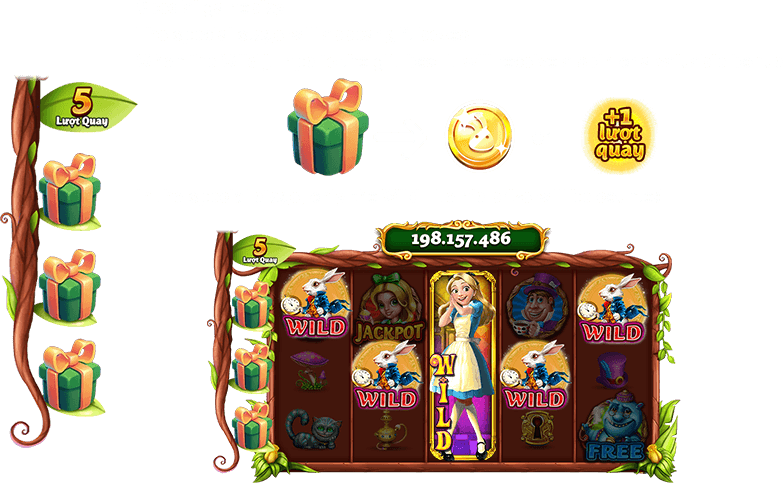 5
Lượt Quay
+1
lượt
quay
198.157.486
5
Lượt Quay
WILD
JACKPOT
WILD
WILD
WILD
WILD
FREE